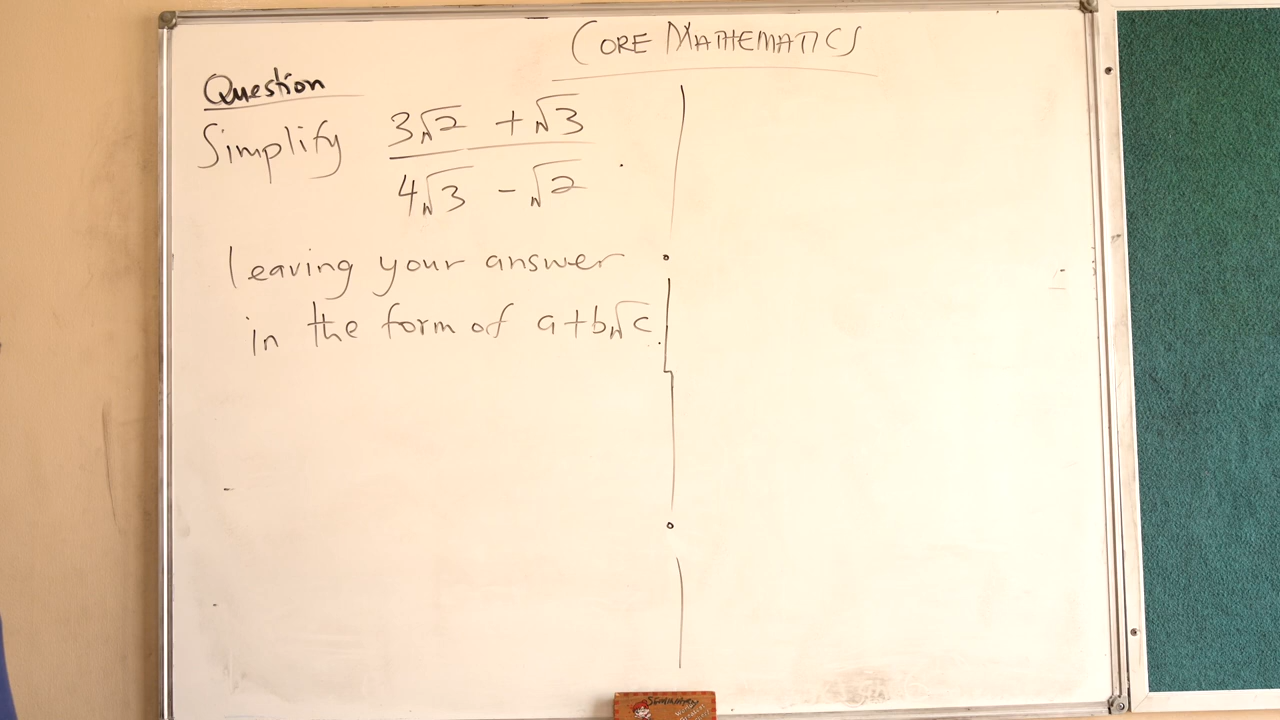 CORE MATHEMATICS
Question
Simplify (3√2 + √3)/(4√3 - √2).
leaving your answer
in the form of a+b√c.